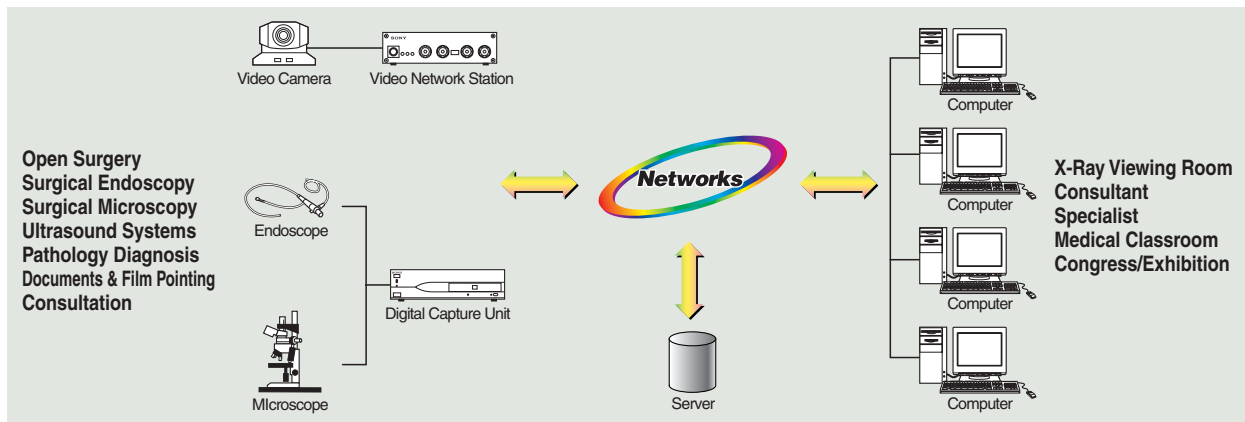 Video Camera
SONY
Video Network Station
Open Surgery
Surgical Endoscopy
Surgical Microscopy
Ultrasound Systems
Pathology Diagnosis
Documents & Film Pointing
Consultation
Endoscope
MIcroscope
Digital Capture Unit
Networks
Server
Computer
Computer
Computer
Computer
X-Ray Viewing Room
Consultant
Specialist
Medical Classroom
Congress/Exhibition